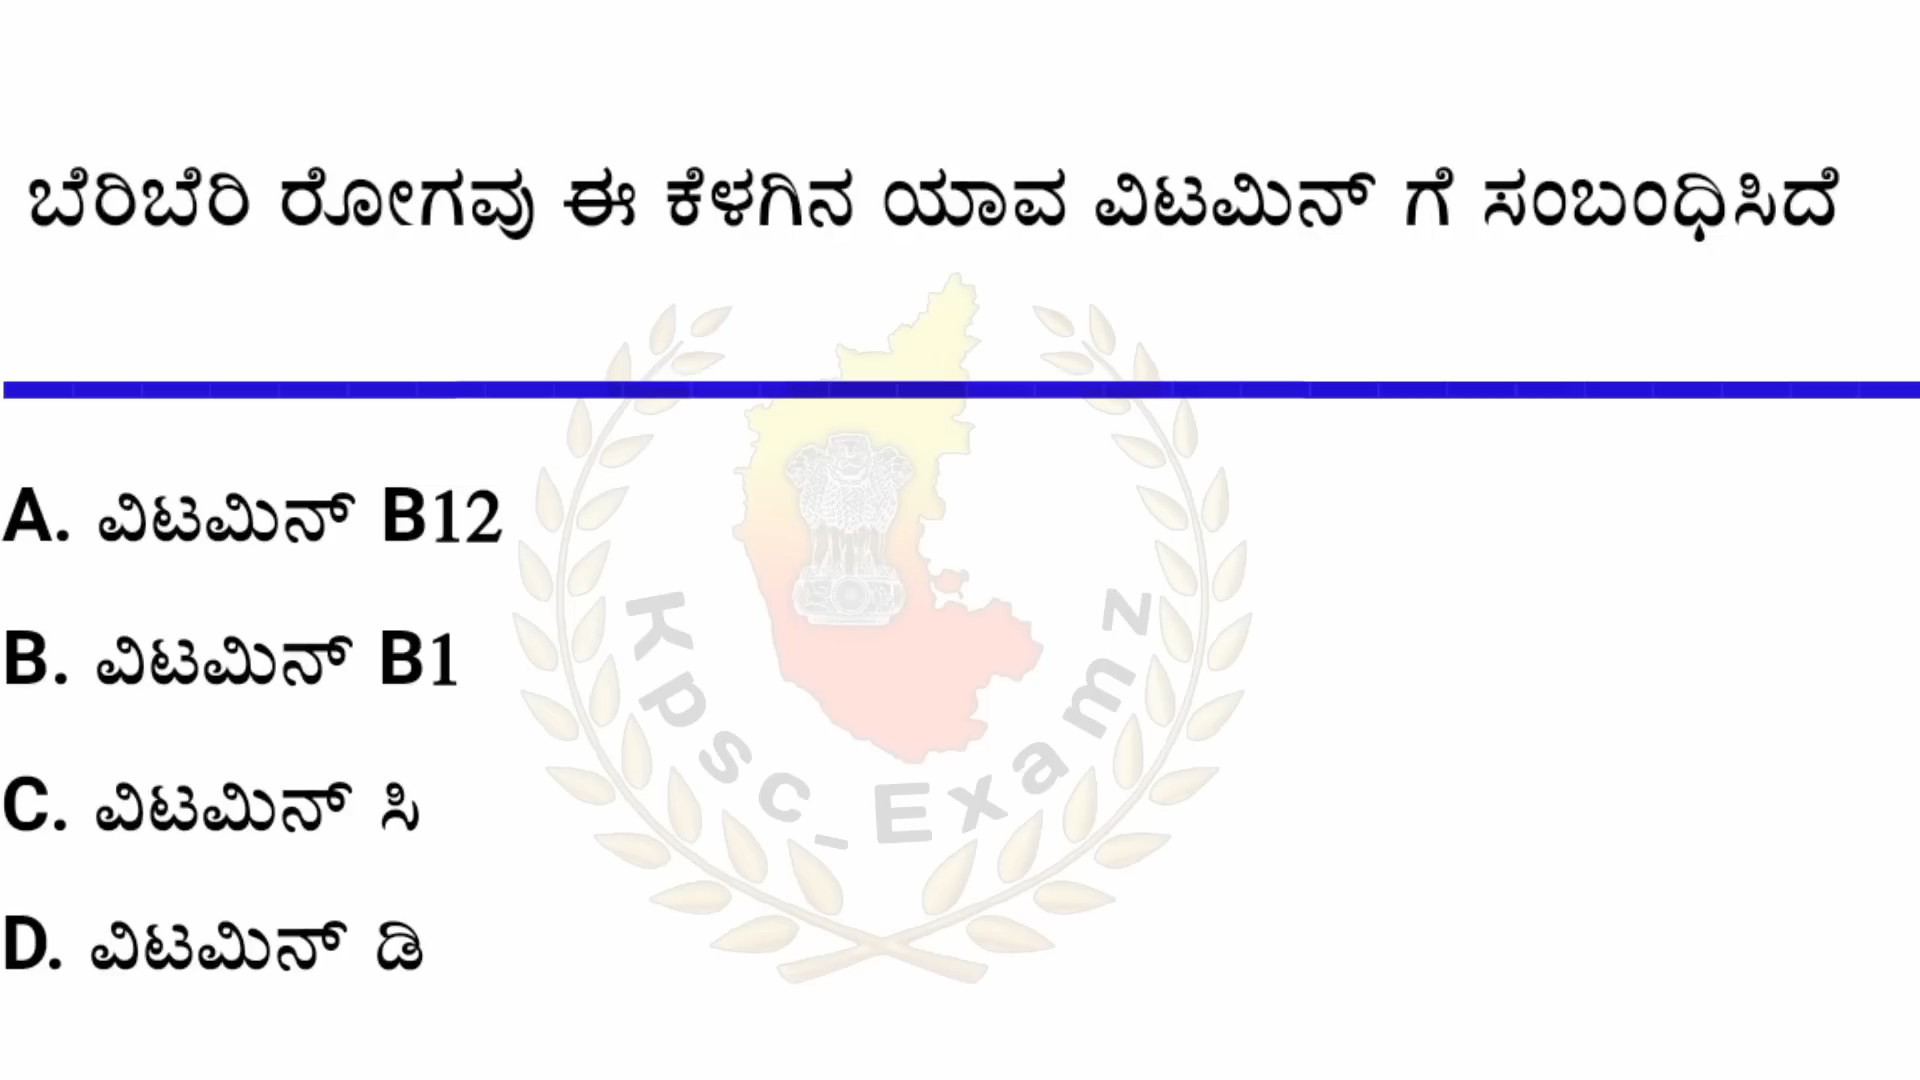 ಬೆರಿಬೆರಿ ರೋಗವು ಈ ಕೆಳಗಿನ ಯಾವ ವಿಟಮಿನ್ ಗೆ ಸಂಬಂಧಿಸಿದೆ
A. ವಿಟಮಿನ್ B12
B. ವಿಟಮಿನ್ B1
C. ವಿಟಮಿನ್ ಸಿ
D. ವಿಟಮಿನ್ ಡಿ
Kpsc_Examz